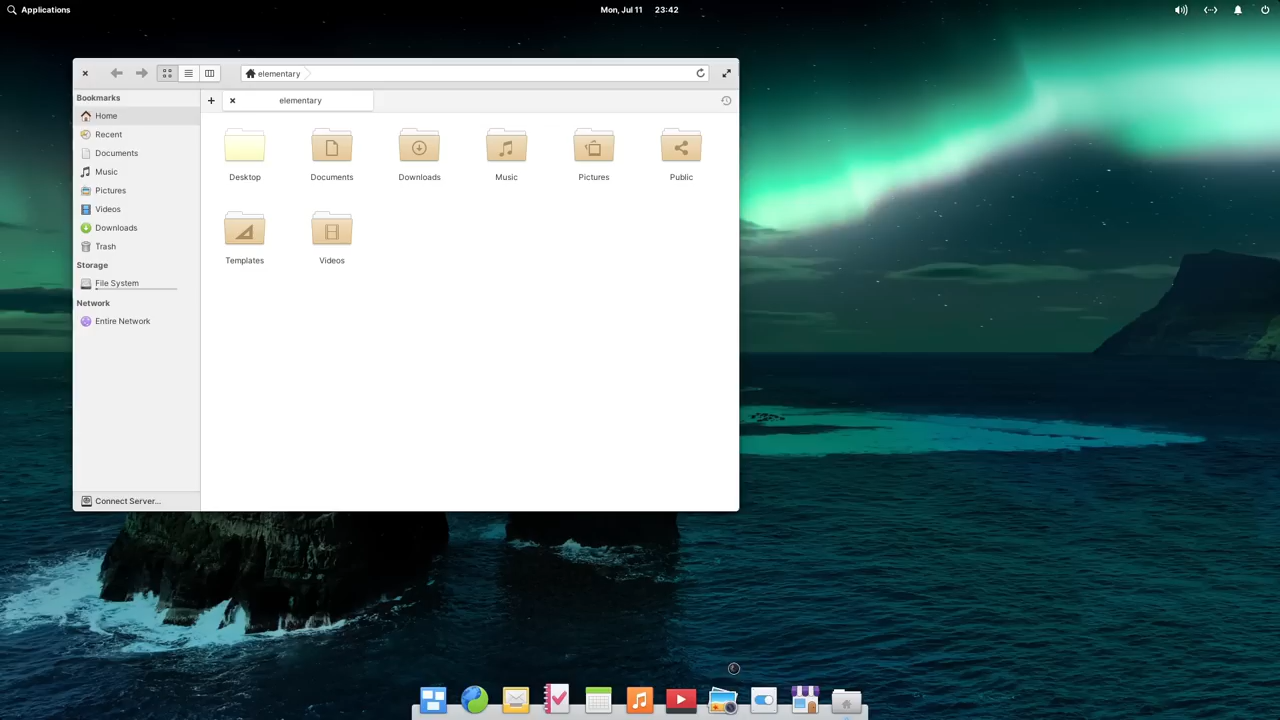 Applications
Mon, Jul 11 23:42
elementary
elementary
Bookmarks
Home
Recent
Documents
Music
Pictures
Videos
Downloads
Trash
Storage
File System
Network
Entire Network
Connect Server...
Desktop
Documents
Downloads
Music
Pictures
Public
Templates
Videos